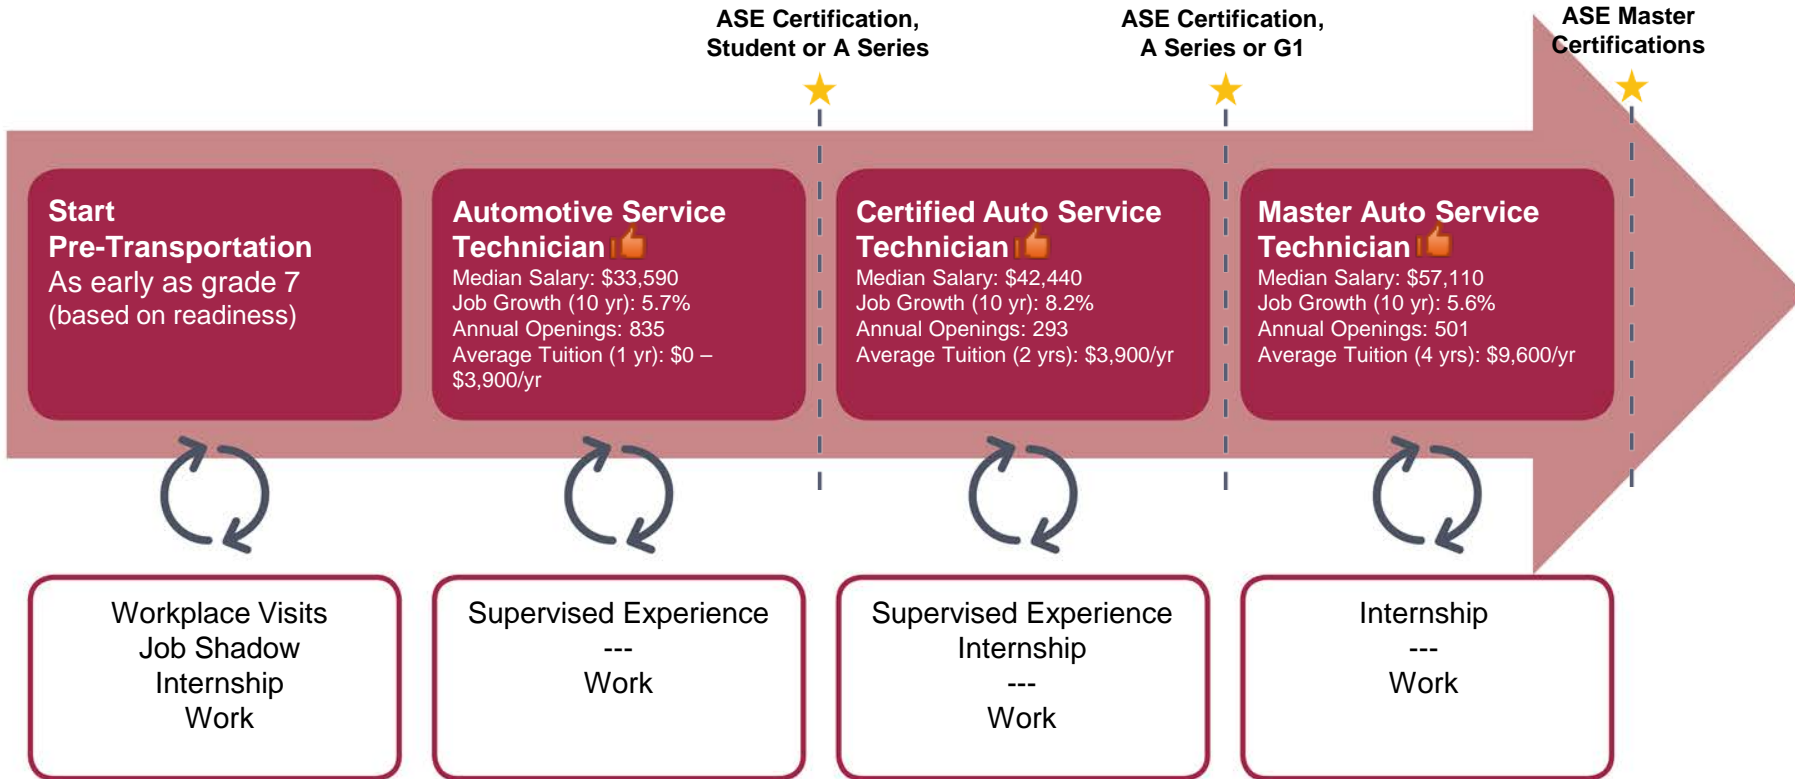 ASE Certification,
Student or A Series
ASE Certification,
A Series or G1
ASE Master
Certifications
Start
Pre-Transportation
As early as grade 7
(based on readiness)
Automotive Service
Technician
Median Salary: $33,590
Job Growth (10 yr): 5.7%
Annual Openings: 835
Average Tuition (1 yr): $0 –
$3,900/yr
Certified Auto Service
Technician
Median Salary: $42,440
Job Growth (10 yr): 8.2%
Annual Openings: 293
Average Tuition (2 yrs): $3,900/yr
Master Auto Service
Technician
Median Salary: $57,110
Job Growth (10 yr): 5.6%
Annual Openings: 501
Average Tuition (4 yrs): $9,600/yr
Workplace Visits
Job Shadow
Internship
Work
Supervised Experience
---
Work
Supervised Experience
Internship
---
Work
Internship
---
Work